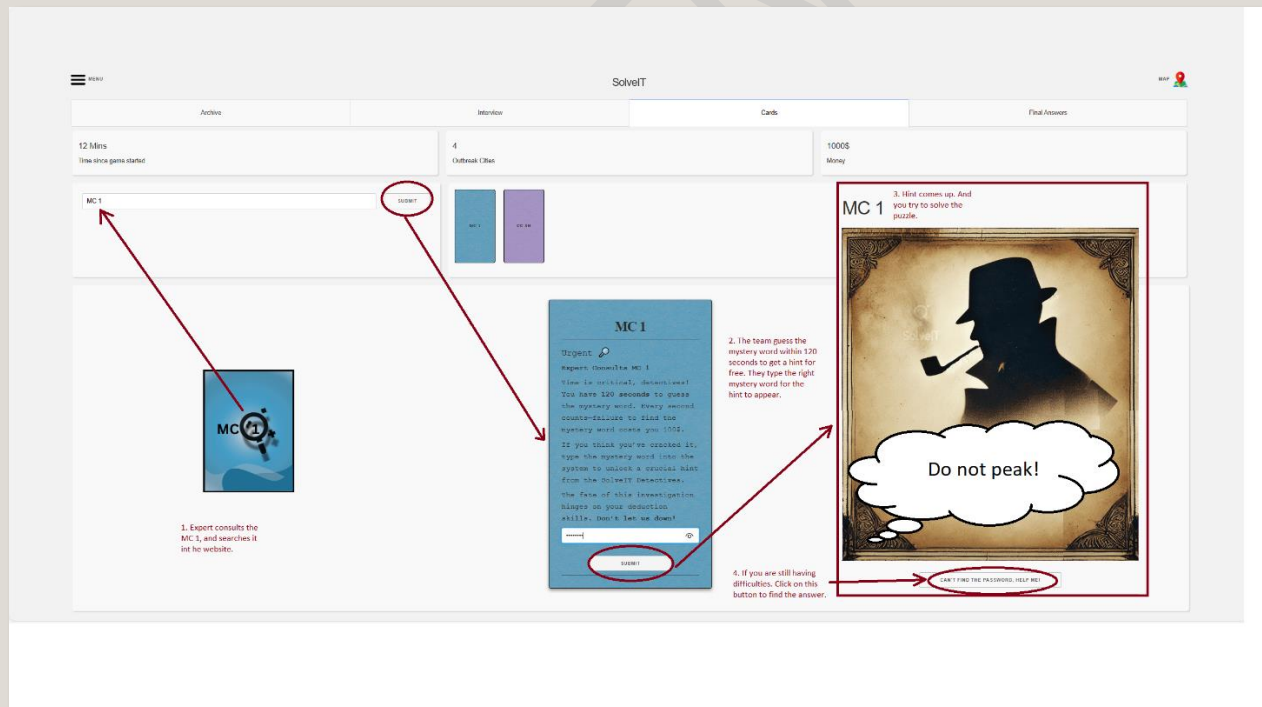 MENU
SolveIT
MAP
Archive
Interview
Cards
Final Answers
12 Mins
Time since game started
4
Outbreak Cities
1000$
Money
MC 1
SUBMIT
MC 1
MC 1
3. Hint comes up. And
you try to solve the
puzzle.
MC 1
1. Expert consults the
MC 1, and searches it
int he website.
MC 1
Urgent
Expert Consults MC 1
Time is critical, detectives!
You have 120 seconds to guess
the mystery word. Every second
counts—failure to find the
mystery word costs you 100$.
If you think you've cracked it,
type the mystery word into the
system to unlock a crucial hint
from the SolveIT Detectives.
The fate of this investigation
hinges on your deduction
skills. Don't let us down!
SUBMIT
2. The team guess the
mystery word within 120
seconds to get a hint for
free. They type the right
mystery word for the
hint to appear.
SolveIT
Do not peak!
4. If you are still having
difficulties. Click on this
button to find the answer.
CAN'T FIND THE PASSWORD, HELP ME!